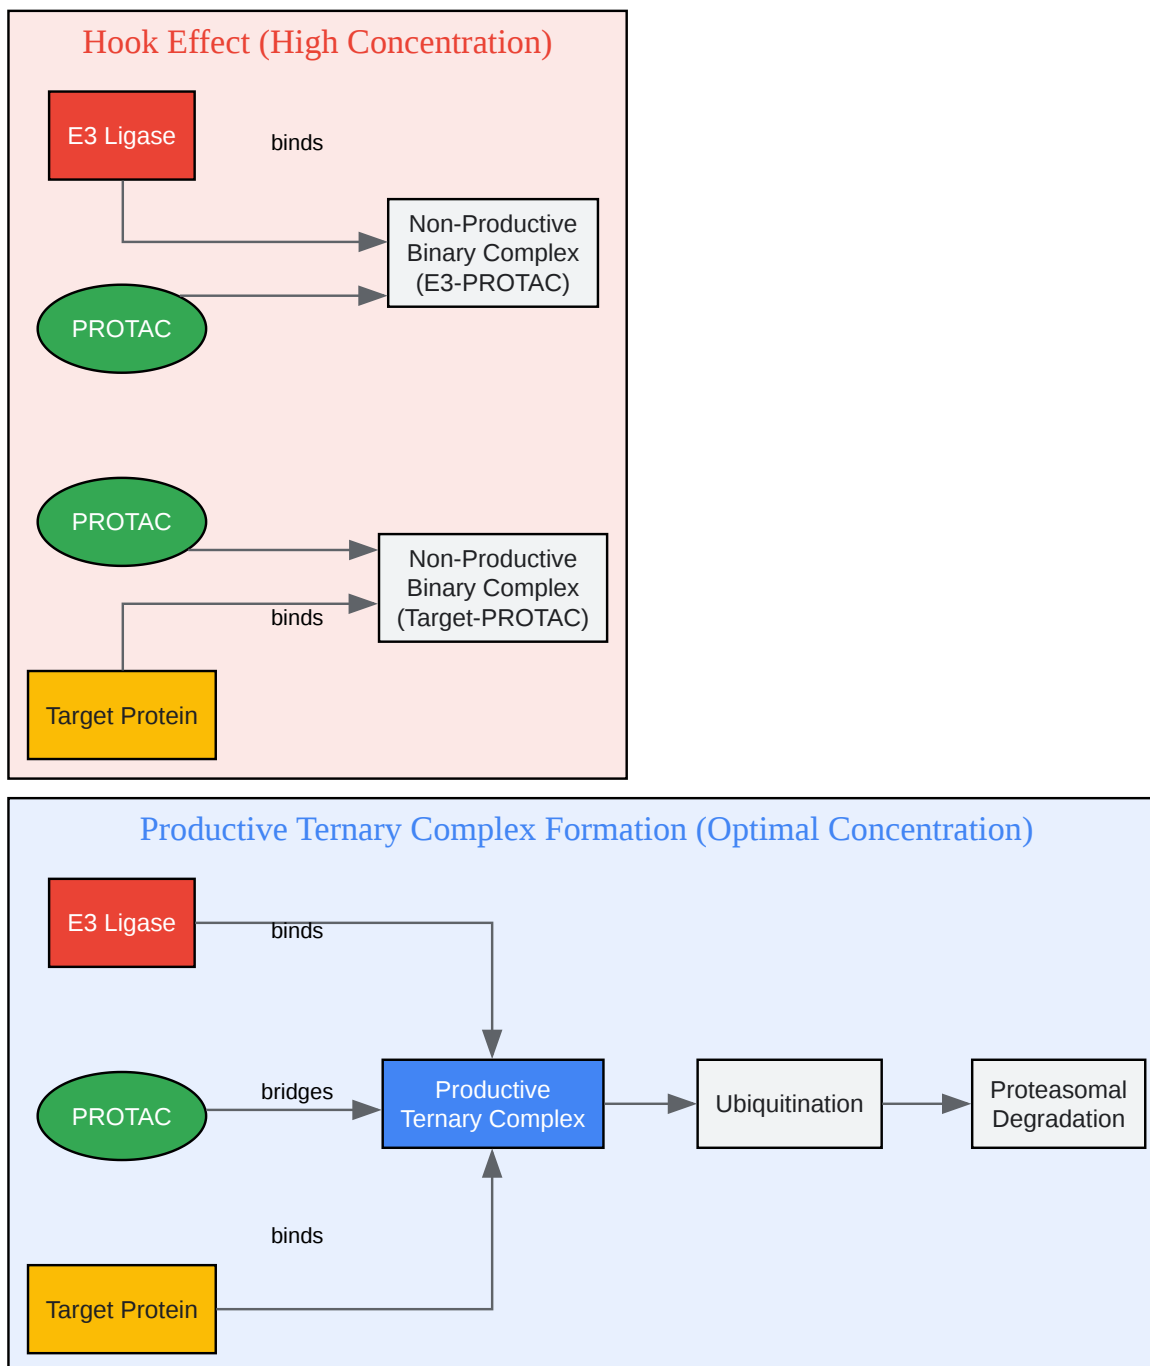 Hook Effect (High Concentration)
E3 Ligase
binds
Non-Productive
Binary Complex
(E3-PROTAC)
PROTAC
PROTAC
Non-Productive
Binary Complex
(Target-PROTAC)
binds
Target Protein
Productive Ternary Complex Formation (Optimal Concentration)
E3 Ligase
binds
PROTAC
bridges
Productive
Ternary Complex
Ubiquitination
Proteasomal
Degradation
binds
Target Protein